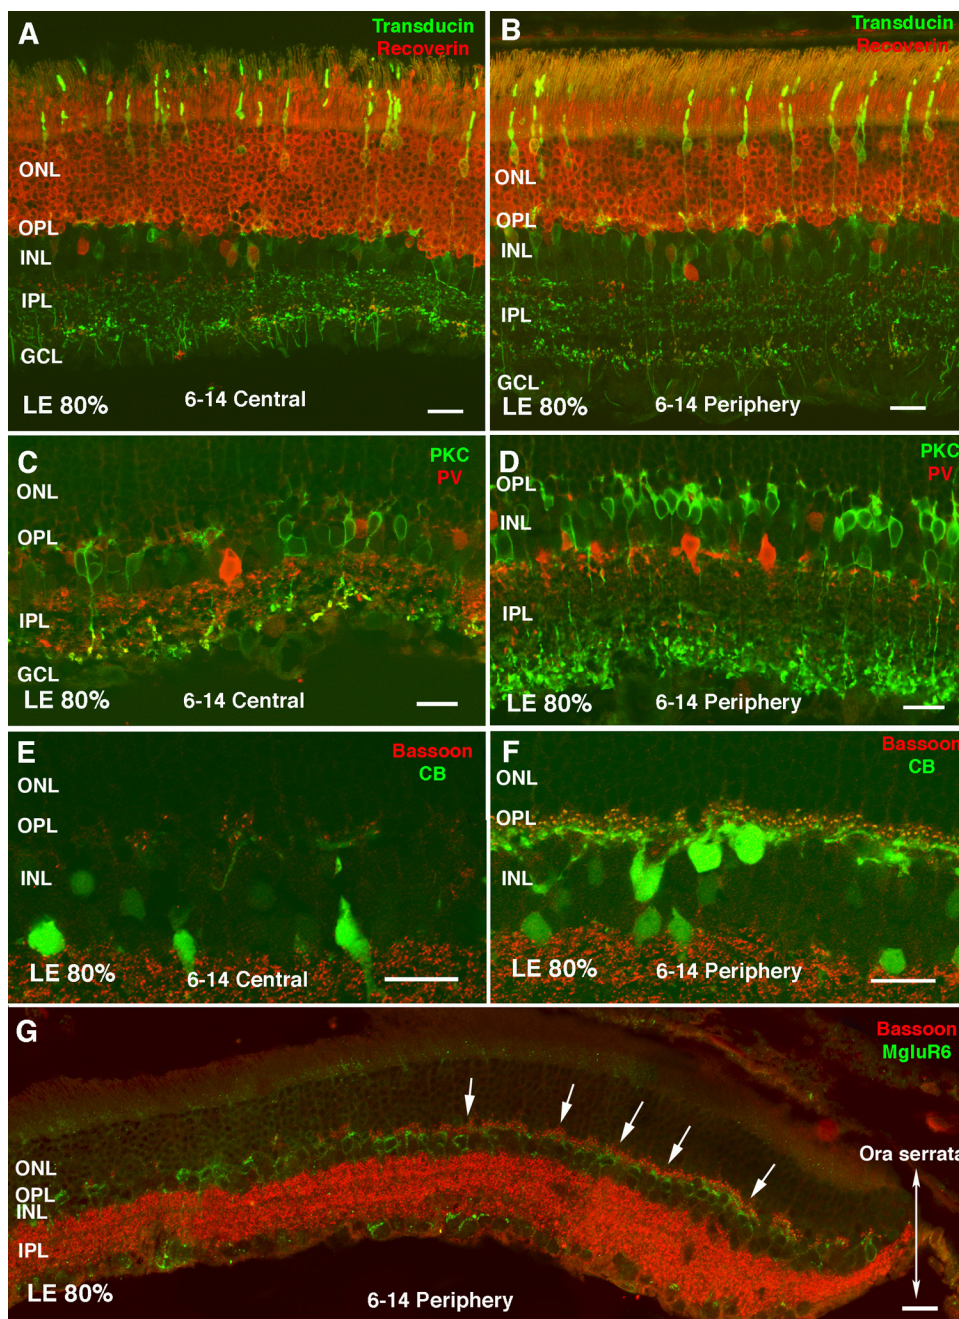 A
Transducin
Recoverin
ONL
OPL
INL
IPL
GCL
LE 80%
6-14 Central
B
Transducin
Recoverin
ONL
OPL
INL
IPL
GCL
LE 80%
6-14 Periphery
C
PKC
PV
ONL
OPL
IPL
GCL
LE 80%
6-14 Central
D
PKC
PV
OPL
INL
IPL
LE 80%
6-14 Periphery
E
Bassoon
CB
ONL
OPL
INL
LE 80%
6-14 Central
F
Bassoon
CB
ONL
OPL
INL
LE 80%
6-14 Periphery
G
Bassoon
MgluR6
Ora serrata
ONL
OPL
INL
IPL
LE 80%
6-14 Periphery